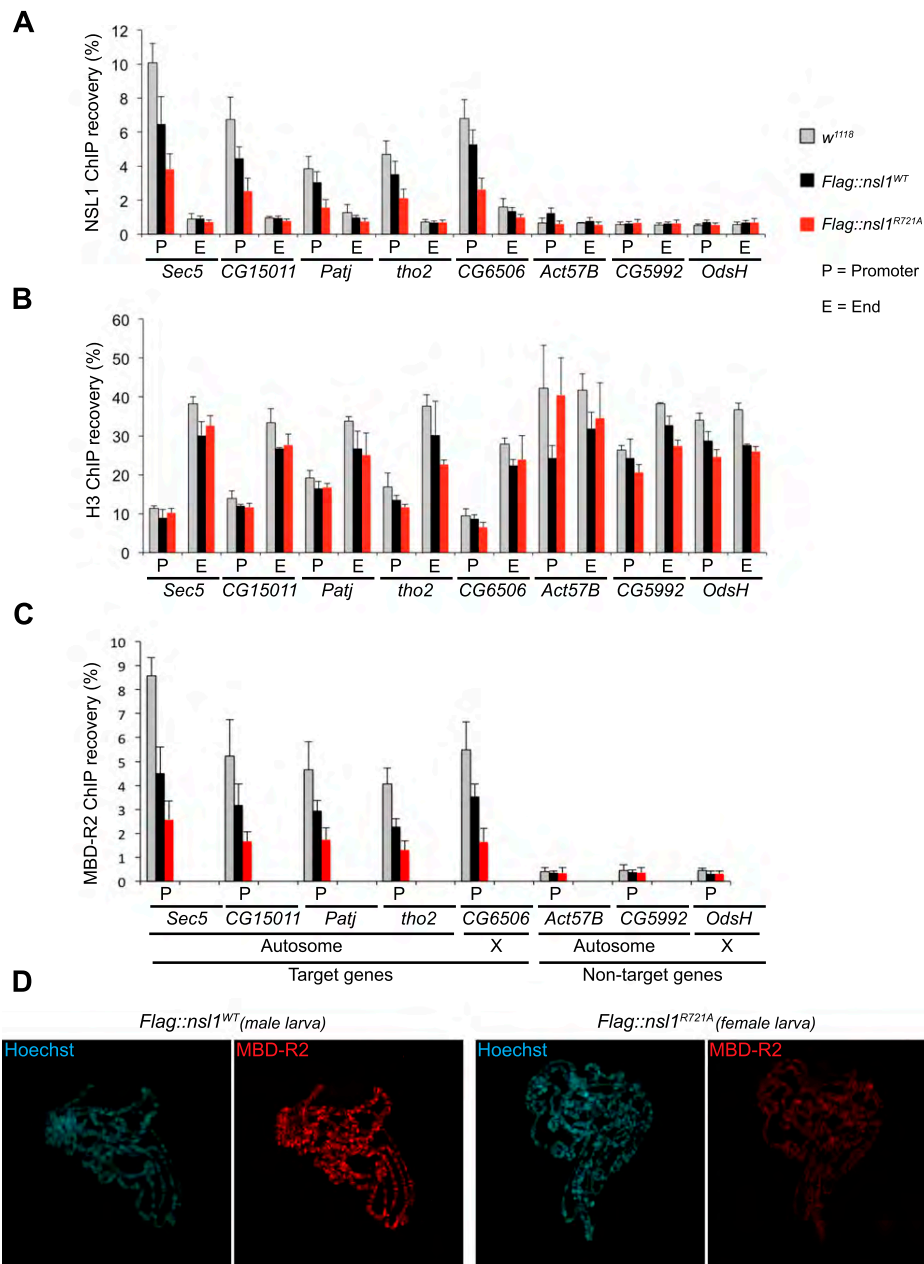 A
NSL1 ChIP recovery (%)
12
10
8
6
4
2
0
P E P E P E P E P E P E P E P E
Sec5 CG15011 Patj tho2 CG6506 Act57B CG5992 OdsH
w1118
Flag::nsl1WT
Flag::nsl1R721A
P = Promoter
E = End
B
H3 ChIP recovery (%)
60
50
40
30
20
10
0
P E P E P E P E P E P E P E P E
Sec5 CG15011 Patj tho2 CG6506 Act57B CG5992 OdsH
C
MBD-R2 ChIP recovery (%)
10
9
8
7
6
5
4
3
2
1
0
P P P P P P P P
Sec5 CG15011 Patj tho2 CG6506 Act57B CG5992 OdsH
Autosome X Autosome X
Target genes Non-target genes
D
Flag::nsl1WT (male larva) Flag::nsl1R721A (female larva)
Hoechst MBD-R2 Hoechst MBD-R2